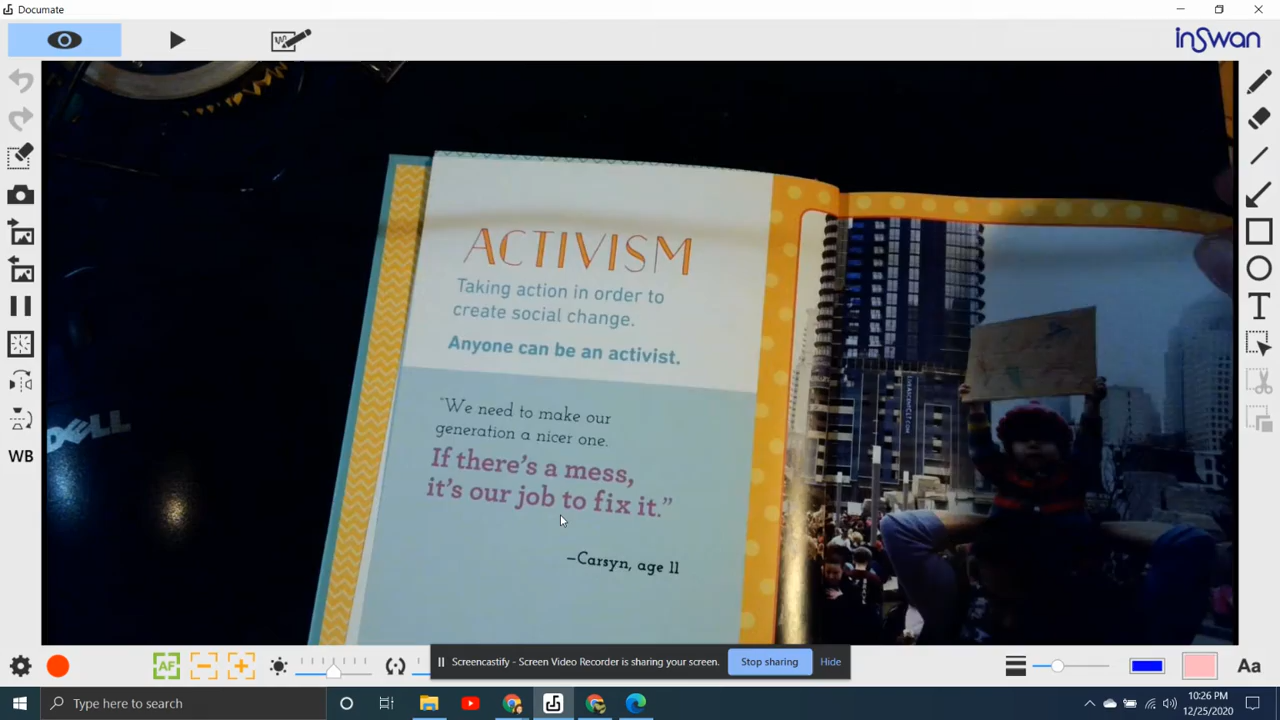 Documate
inswan
ACTIVISM
Taking action in order to
create social change.
Anyone can be an activist.
"We need to make our
generation a nicer one.
If there's a mess,
it's our job to fix it."
–Carsyn, age 11
DELL
WB
T
AF
Screencastify - Screen Video Recorder is sharing your screen.
Stop sharing
Hide
Aa
Type here to search
10:26 PM
12/25/2020